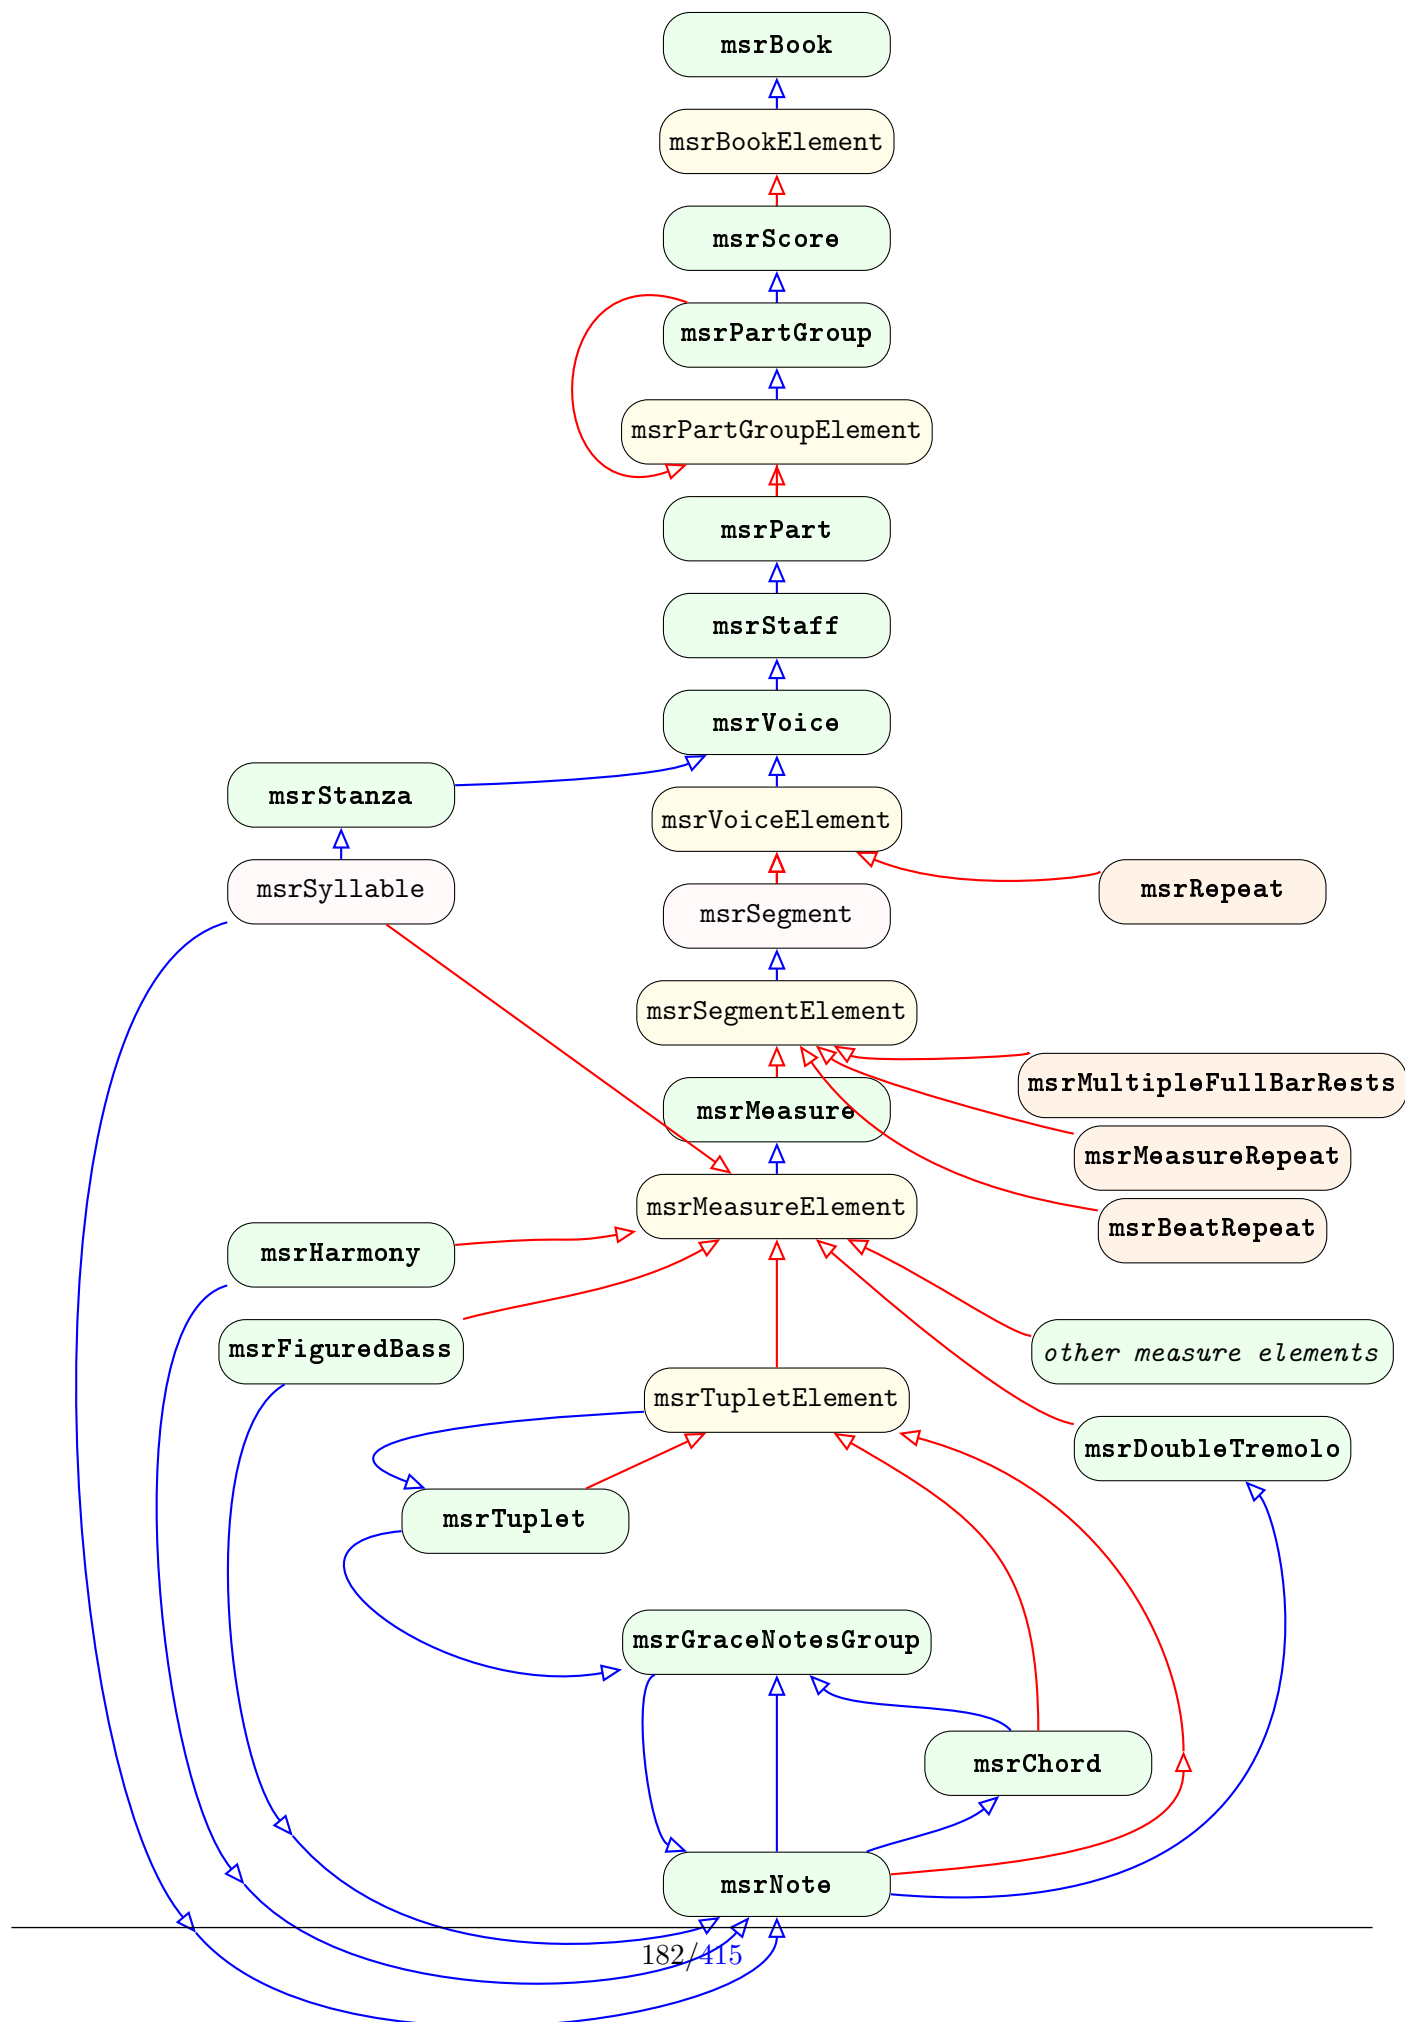 msrBook
msrBookElement
msrScore
msrPartGroup
msrPartGroupElement
msrPart
msrStaff
msrVoice
msrStanza
msrVoiceElement
msrSyllable
msrRepeat
msrSegment
msrSegmentElement
msrMultipleFullBarRests
msrMeasure
msrMeasureRepeat
msrMeasureElement
msrBeatRepeat
msrHarmony
msrFiguredBass
other measure elements
msrTupletElement
msrDoubleTremolo
msrTuplet
msrGraceNotesGroup
msrChord
msrNote
182/415